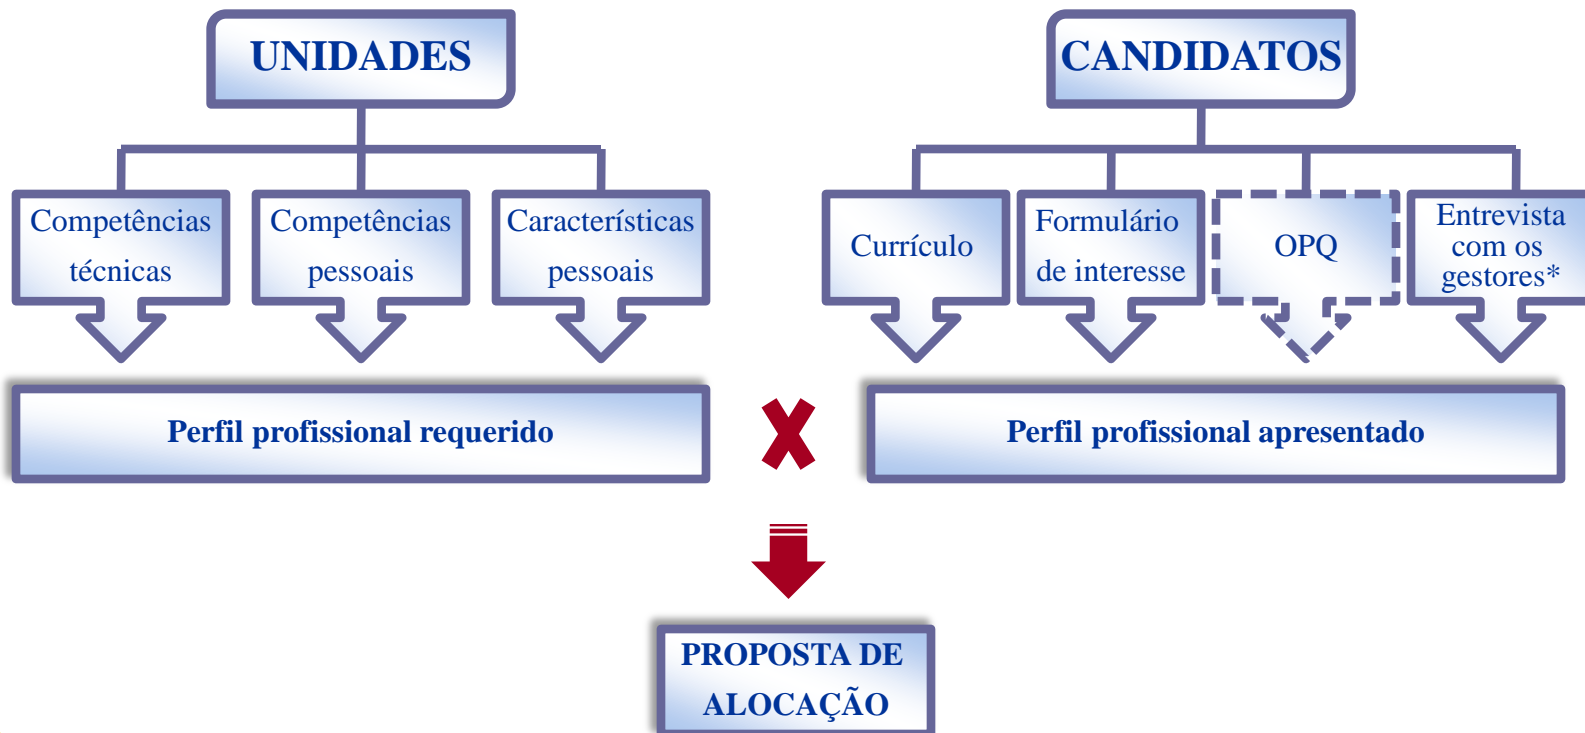 UNIDADES
CANDIDATOS
Competências
técnicas
Competências
pessoais
Características
pessoais
Currículo
Formulário
de interesse
OPQ
Entrevista
com os
gestores*
Perfil profissional requerido
Perfil profissional apresentado
PROPOSTA DE
ALOCAÇÃO